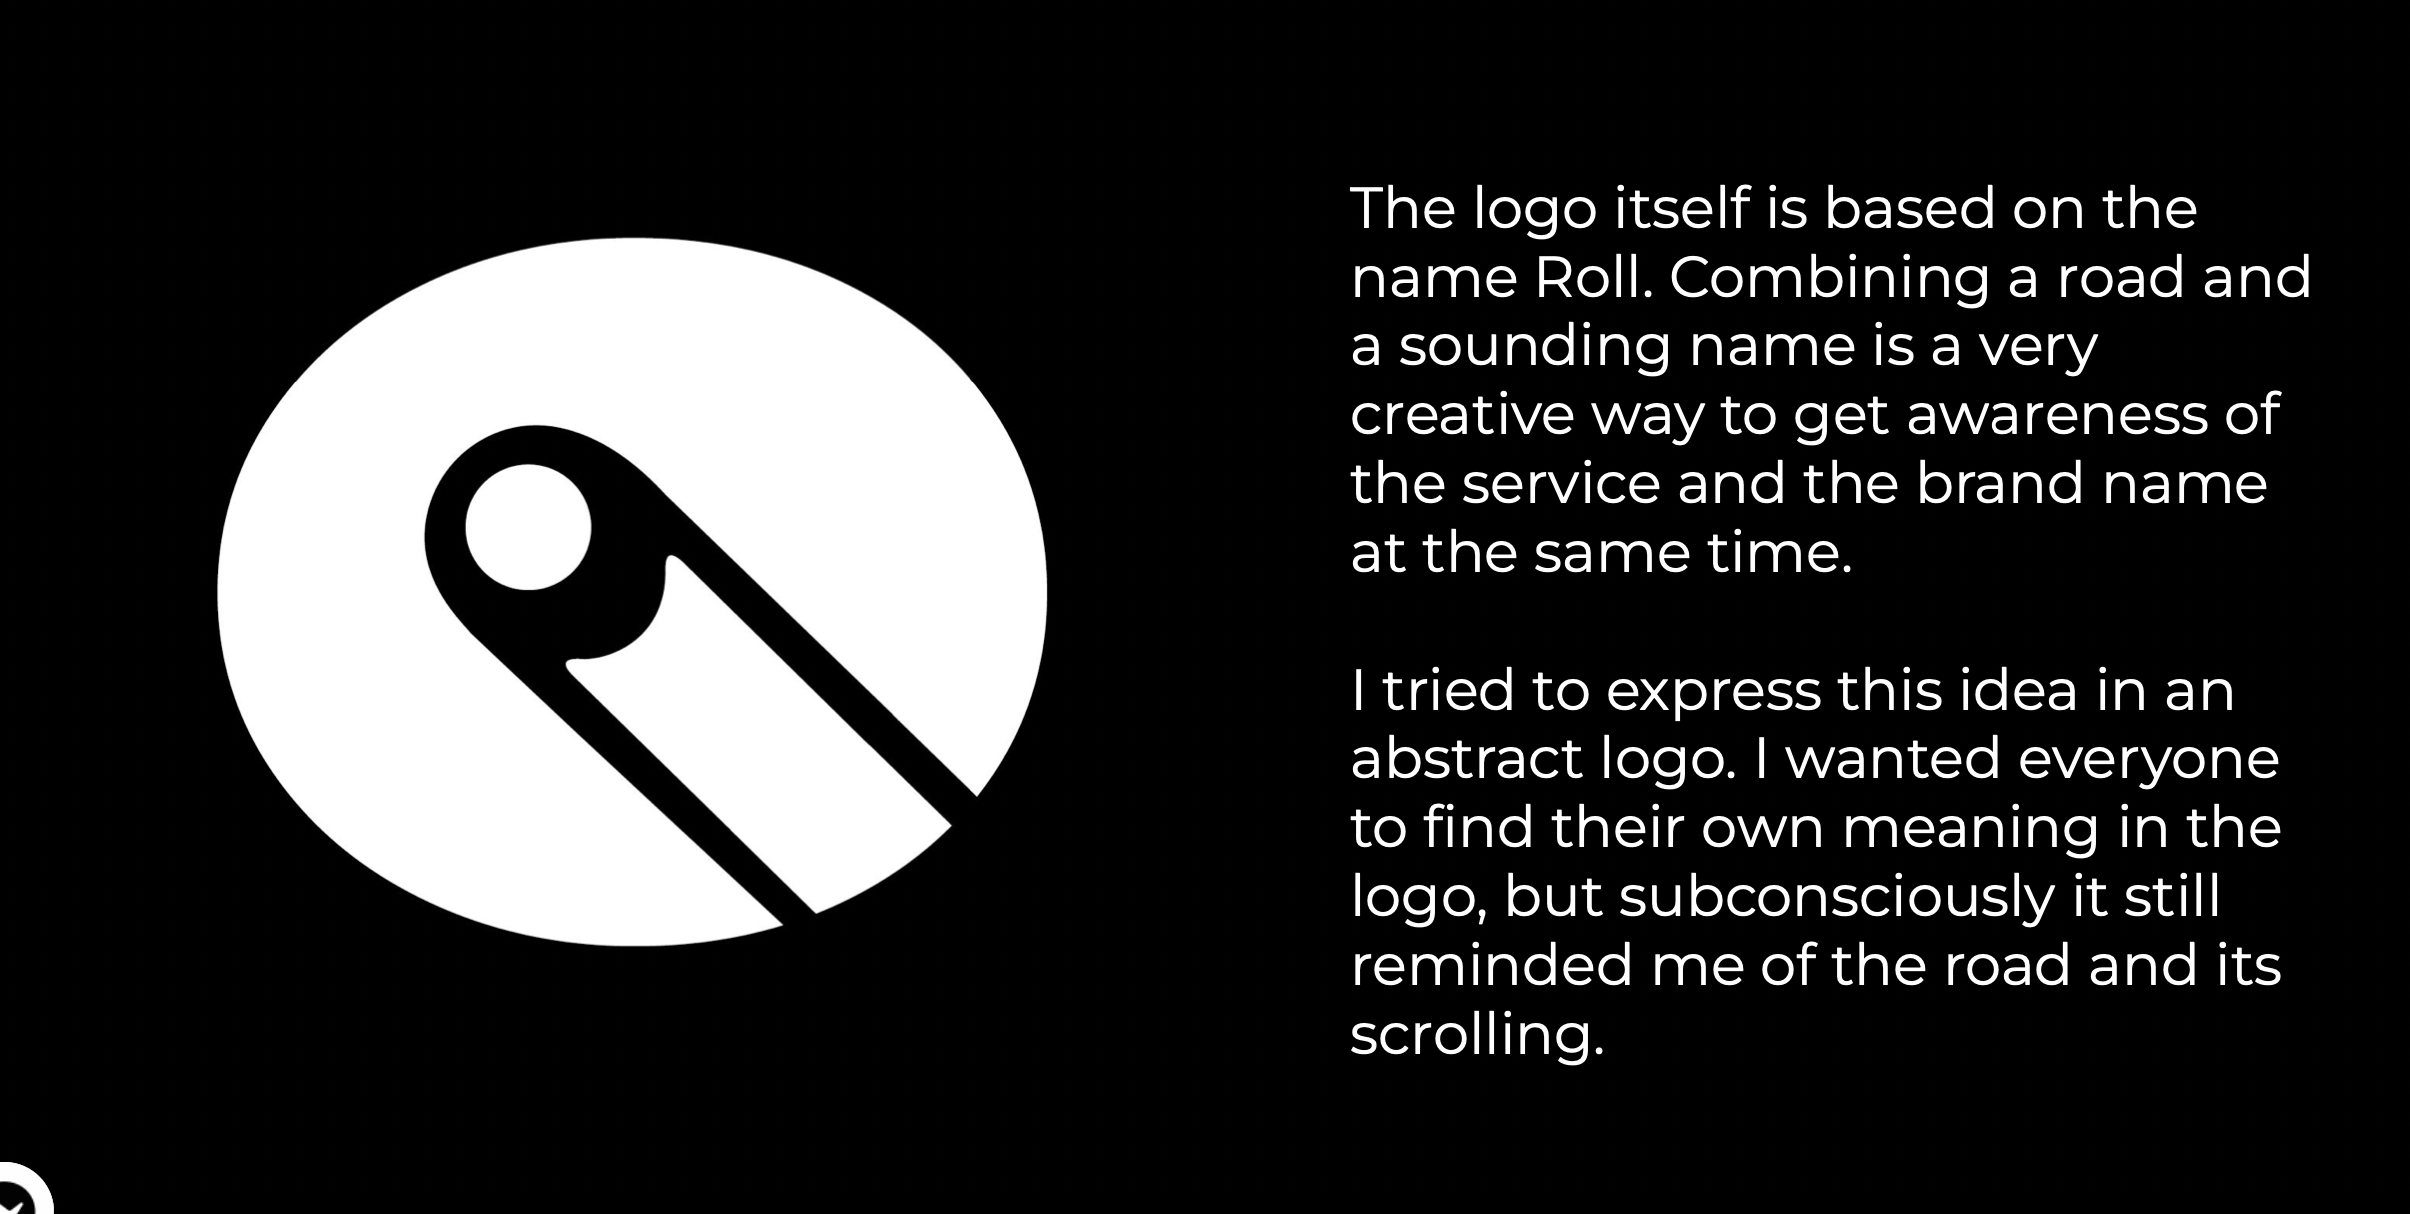 The logo itself is based on the
name Roll. Combining a road and
a sounding name is a very
creative way to get awareness of
the service and the brand name
at the same time.
I tried to express this idea in an
abstract logo. I wanted everyone
to find their own meaning in the
logo, but subconsciously it still
reminded me of the road and its
scrolling.